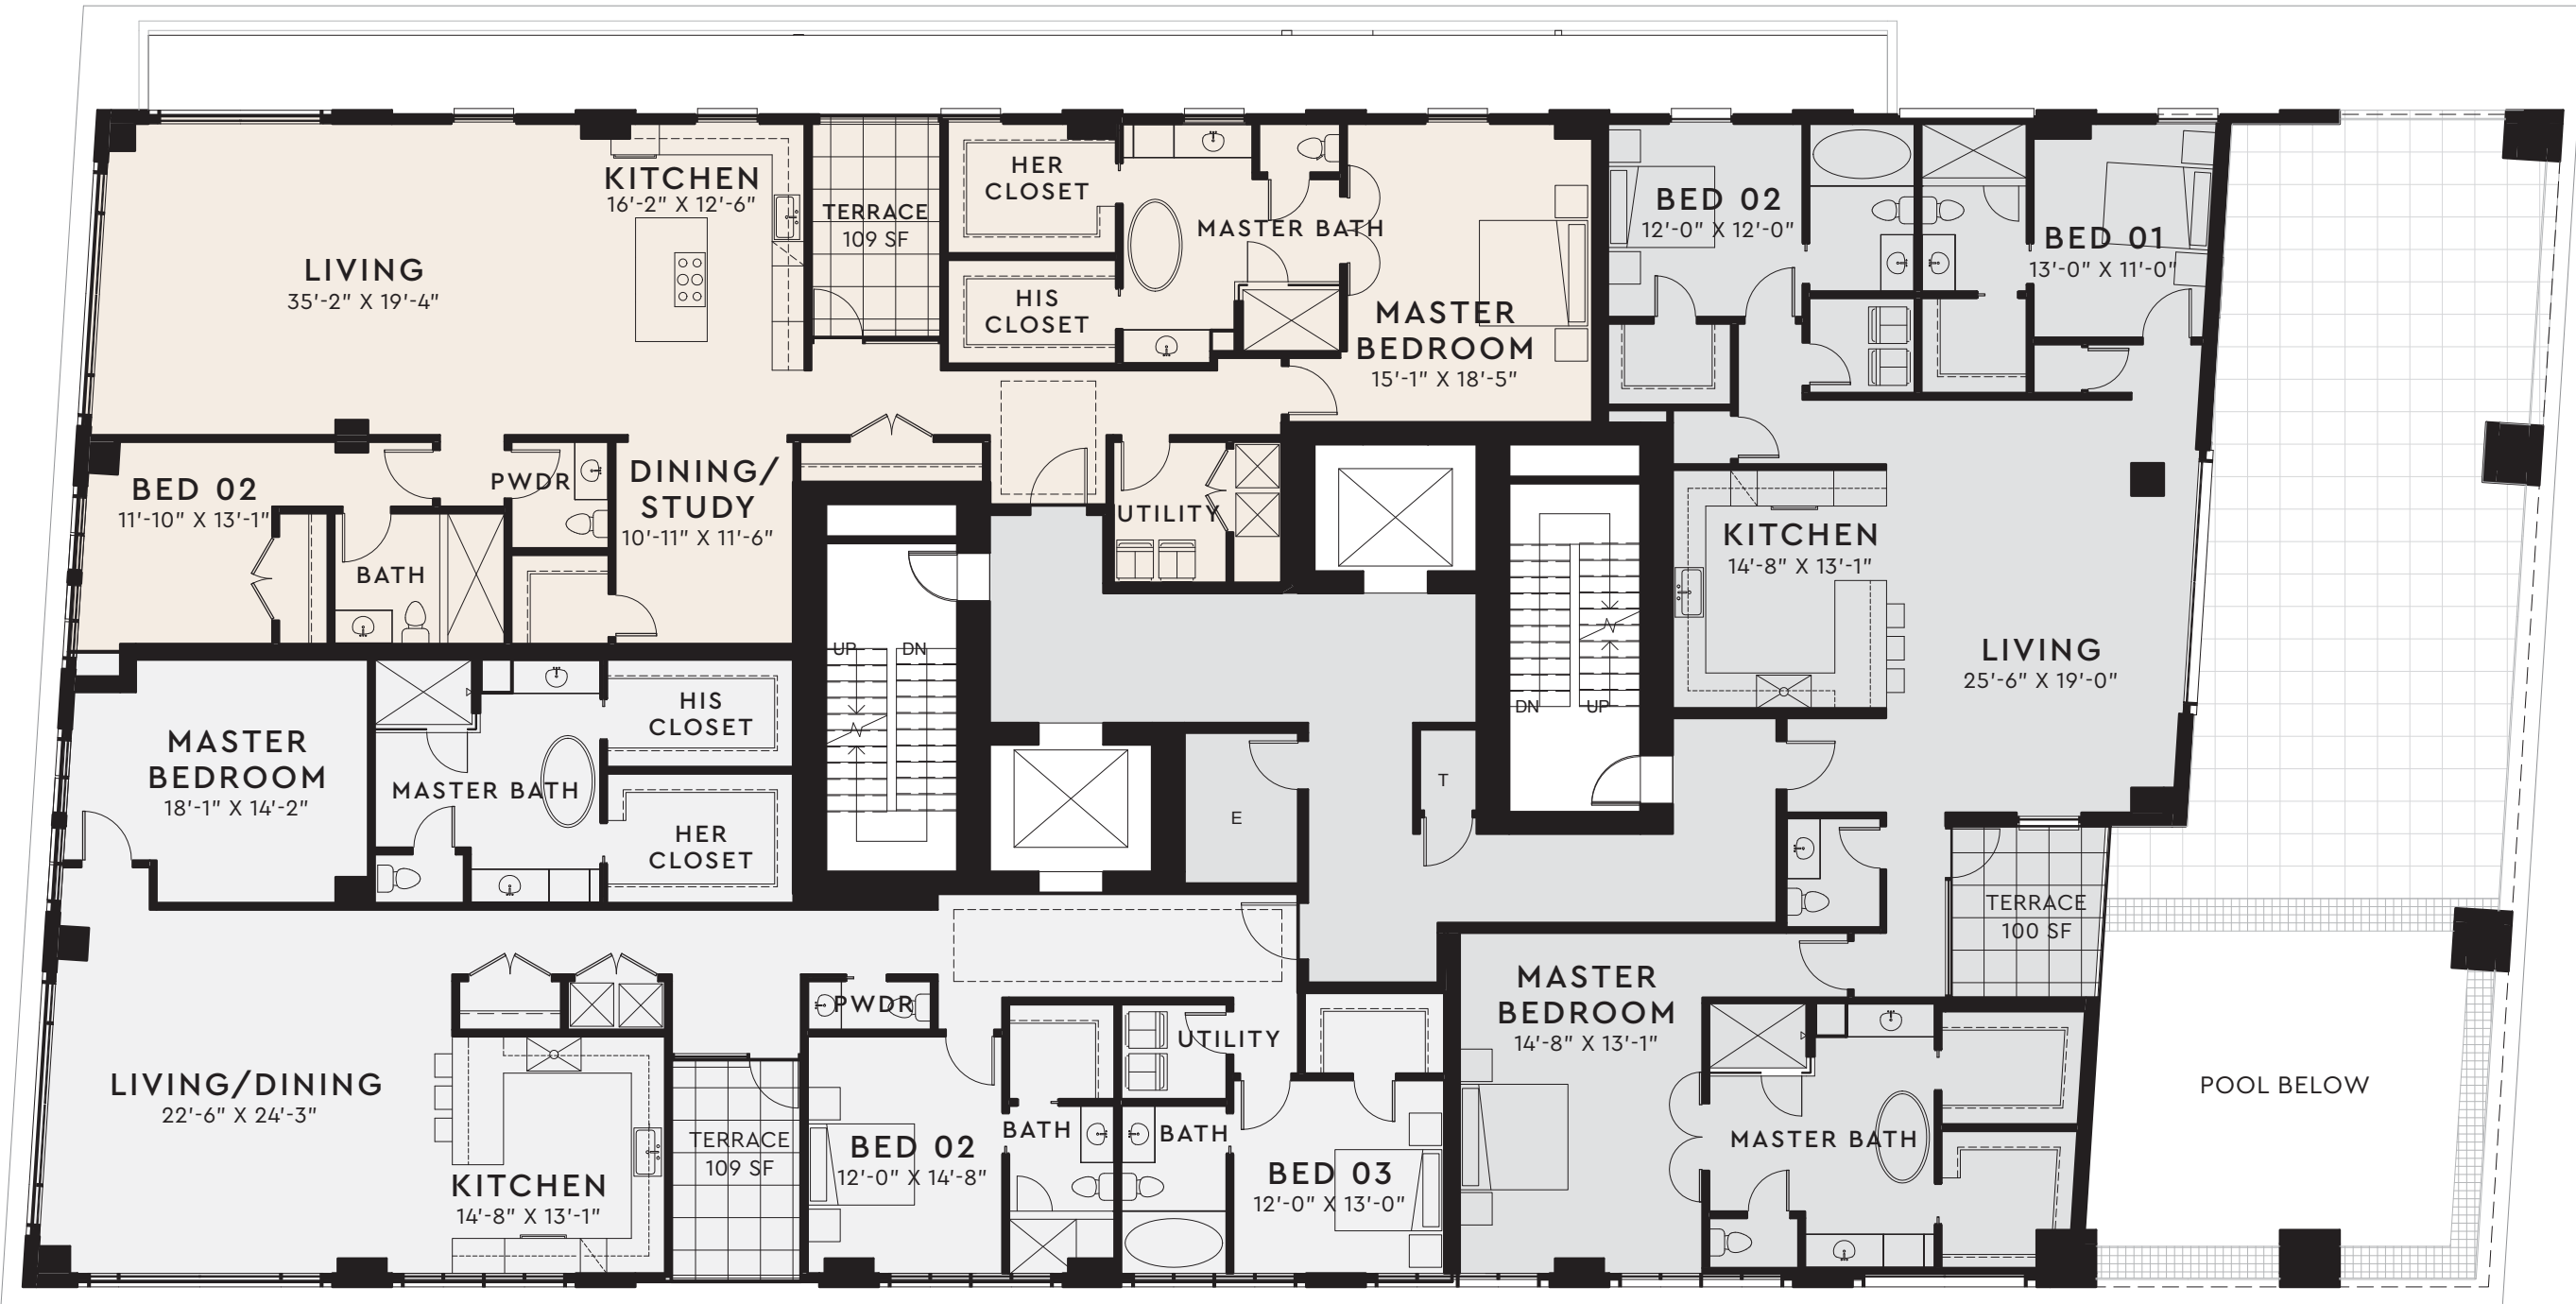 KITCHEN
16'-2" X 12'-6"
LIVING
35'-2" X 19'-4"
TERRACE
109 SF
HER
CLOSET
HIS
CLOSET
MASTER BATH
MASTER
BEDROOM
15'-1" X 18'-5"
BED 02
11'-10" X 13'-1"
BATH
PWDR
DINING/
STUDY
10'-11" X 11'-6"
UTILITY
BED 02
12'-0" X 12'-0"
BED 01
13'-0" X 11'-0"
KITCHEN
14'-8" X 13'-1"
LIVING
25'-6" X 19'-0"
UP
DN
DN
UP
E
T
MASTER
BEDROOM
18'-1" X 14'-2"
MASTER BATH
HIS
CLOSET
HER
CLOSET
LIVING/DINING
22'-6" X 24'-3"
KITCHEN
14'-8" X 13'-1"
TERRACE
109 SF
PWDR
BED 02
12'-0" X 14'-8"
BATH
BATH
UTILITY
BED 03
12'-0" X 13'-0"
MASTER
BEDROOM
14'-8" X 13'-1"
MASTER BATH
TERRACE
100 SF
POOL BELOW